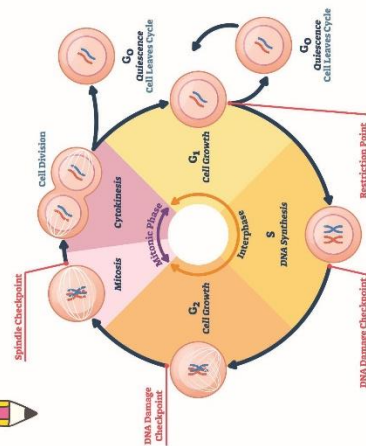 Spindle Checkpoint
Cell Division
G0
Quiescence
Cell Leaves Cycle
G0
Quiescence
Cell Leaves Cycle
Cytokinesis
Mitosis
Mitonic Phase
G1
Cell Growth
Interphase
S
DNA Synthesis
G2
Cell Growth
DNA Damage
Checkpoint
Restriction Point
DNA Damage Checkpoint